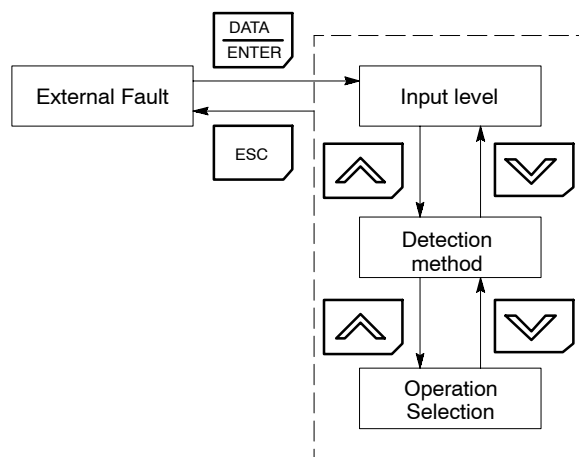 DATA
ENTER
External Fault
Input level
ESC
Detection
method
Operation
Selection